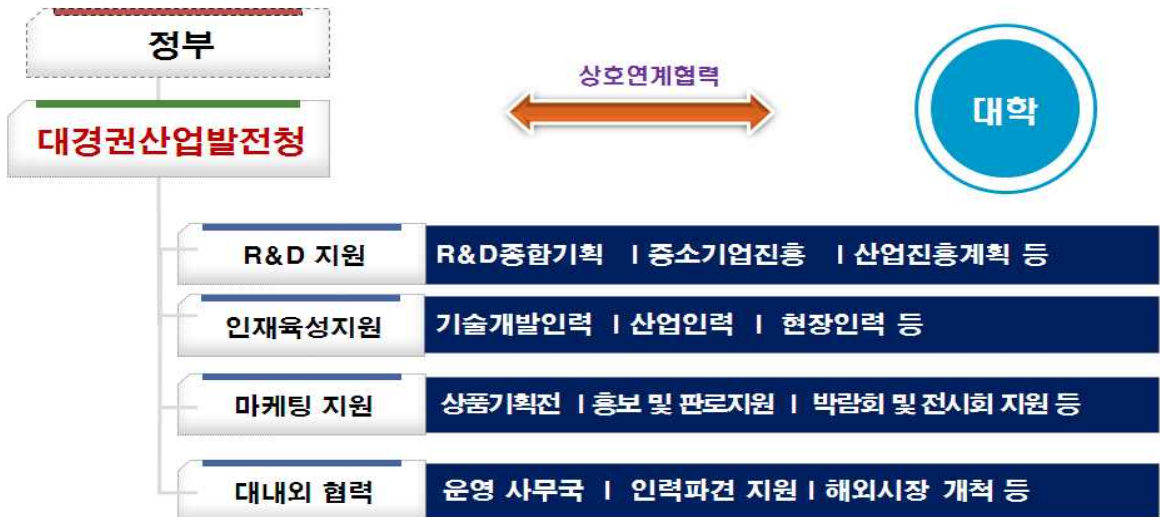 정부
상호연계협력
대학
대경권산업발전청
R&D 지원
R&D종합기획 I 중소기업진흥 I 산업진흥계획 등
인재육성지원
기술개발인력 I 산업인력 I 현장인력 등
마케팅 지원
상품기획전 I 홍보 및 판로지원 I 박람회 및 전시회 지원 등
대내외 협력
운영 사무국 I 인력파견 지원 I 해외시장 개척 등